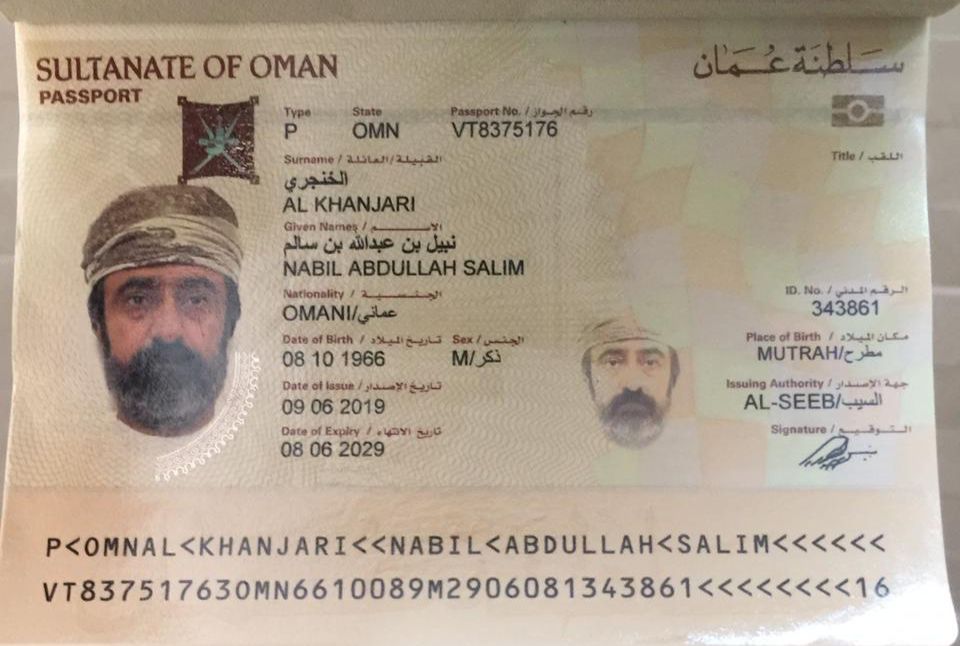 SULTANATE OF OMAN
سلطنة عمان
PASSPORT
Type State Passport No. / رقم الجواز
P OMN VT8375176
Surname / القبيلة/العائلة
Title / اللقب
الخنجري
AL KHANJARI
Given Names / الاسم
نبيل بن عبدالله بن سالم
NABIL ABDULLAH SALIM
Nationality / الجنسية
ID. No. / الرقم المدني
OMANI/عماني
343861
Date of Birth / تاريخ الميلاد Sex / الجنس
Place of Birth / مكان الميلاد
08 10 1966 M/ذكر
MUTRAH/مطرح
Date of Issue / تاريخ الاصدار
Issuing Authority / جهة الاصدار
09 06 2019
AL-SEEB/السيب
Date of Expiry / تاريخ الانتهاء
Signature / التوقيع
08 06 2029
P<OMNAL<KHANJARI<<NABIL<ABDULLAH<SALIM<<<<<<
VT837517630MN6610089M2906081343861<<<<<<<<16